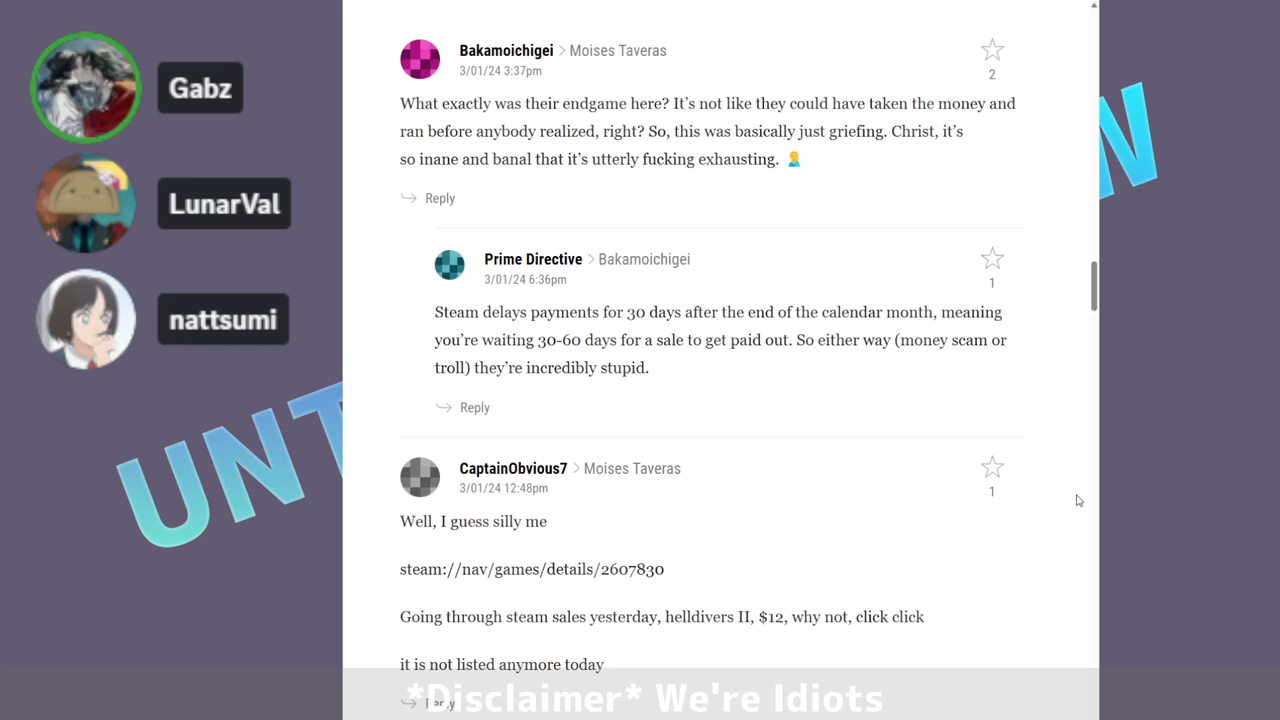 Gabz
LunarVal
nattsumi
UNT
W
Bakamoichigei > Moises Taveras
3/01/24 3:37pm
2
What exactly was their endgame here? It's not like they could have taken the money and
ran before anybody realized, right? So, this was basically just griefing. Christ, it's
so inane and banal that it's utterly fucking exhausting. 🤦
Reply
Prime Directive > Bakamoichigei
3/01/24 6:36pm
1
Steam delays payments for 30 days after the end of the calendar month, meaning
you're waiting 30-60 days for a sale to get paid out. So either way (money scam or
troll) they're incredibly stupid.
Reply
CaptainObvious7 > Moises Taveras
3/01/24 12:48pm
1
Well, I guess silly me
steam://nav/games/details/2607830
Going through steam sales yesterday, helldivers II, $12, why not, click click
it is not listed anymore today
Reply
*Disclaimer* We're Idiots